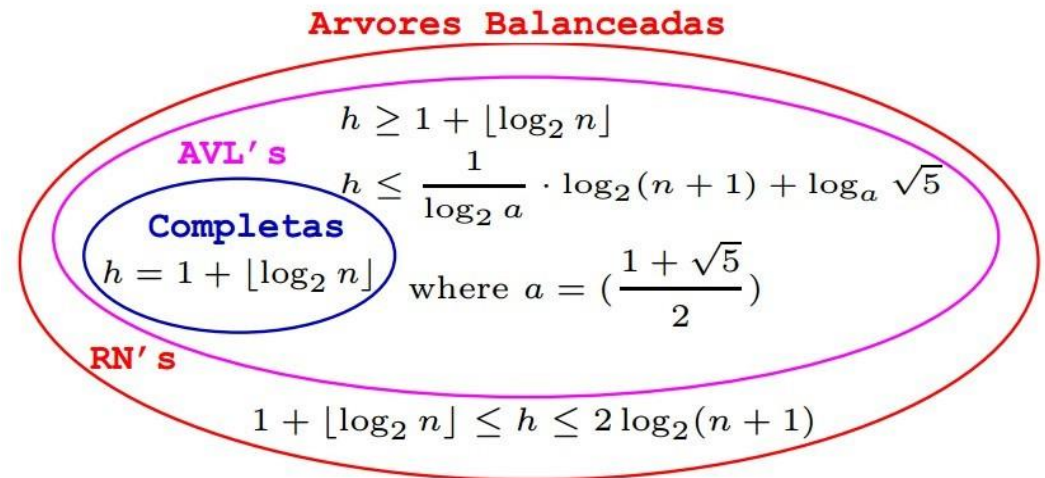 Arvores Balanceadas
h ≥ 1 + ⌊log₂ n⌋
AVL's
h ≤ 1/log₂ a · log₂(n + 1) + logₐ √5
Completas
h = 1 + ⌊log₂ n⌋
where a = ((1 + √5)/2)
RN's
1 + ⌊log₂ n⌋ ≤ h ≤ 2 log₂(n + 1)